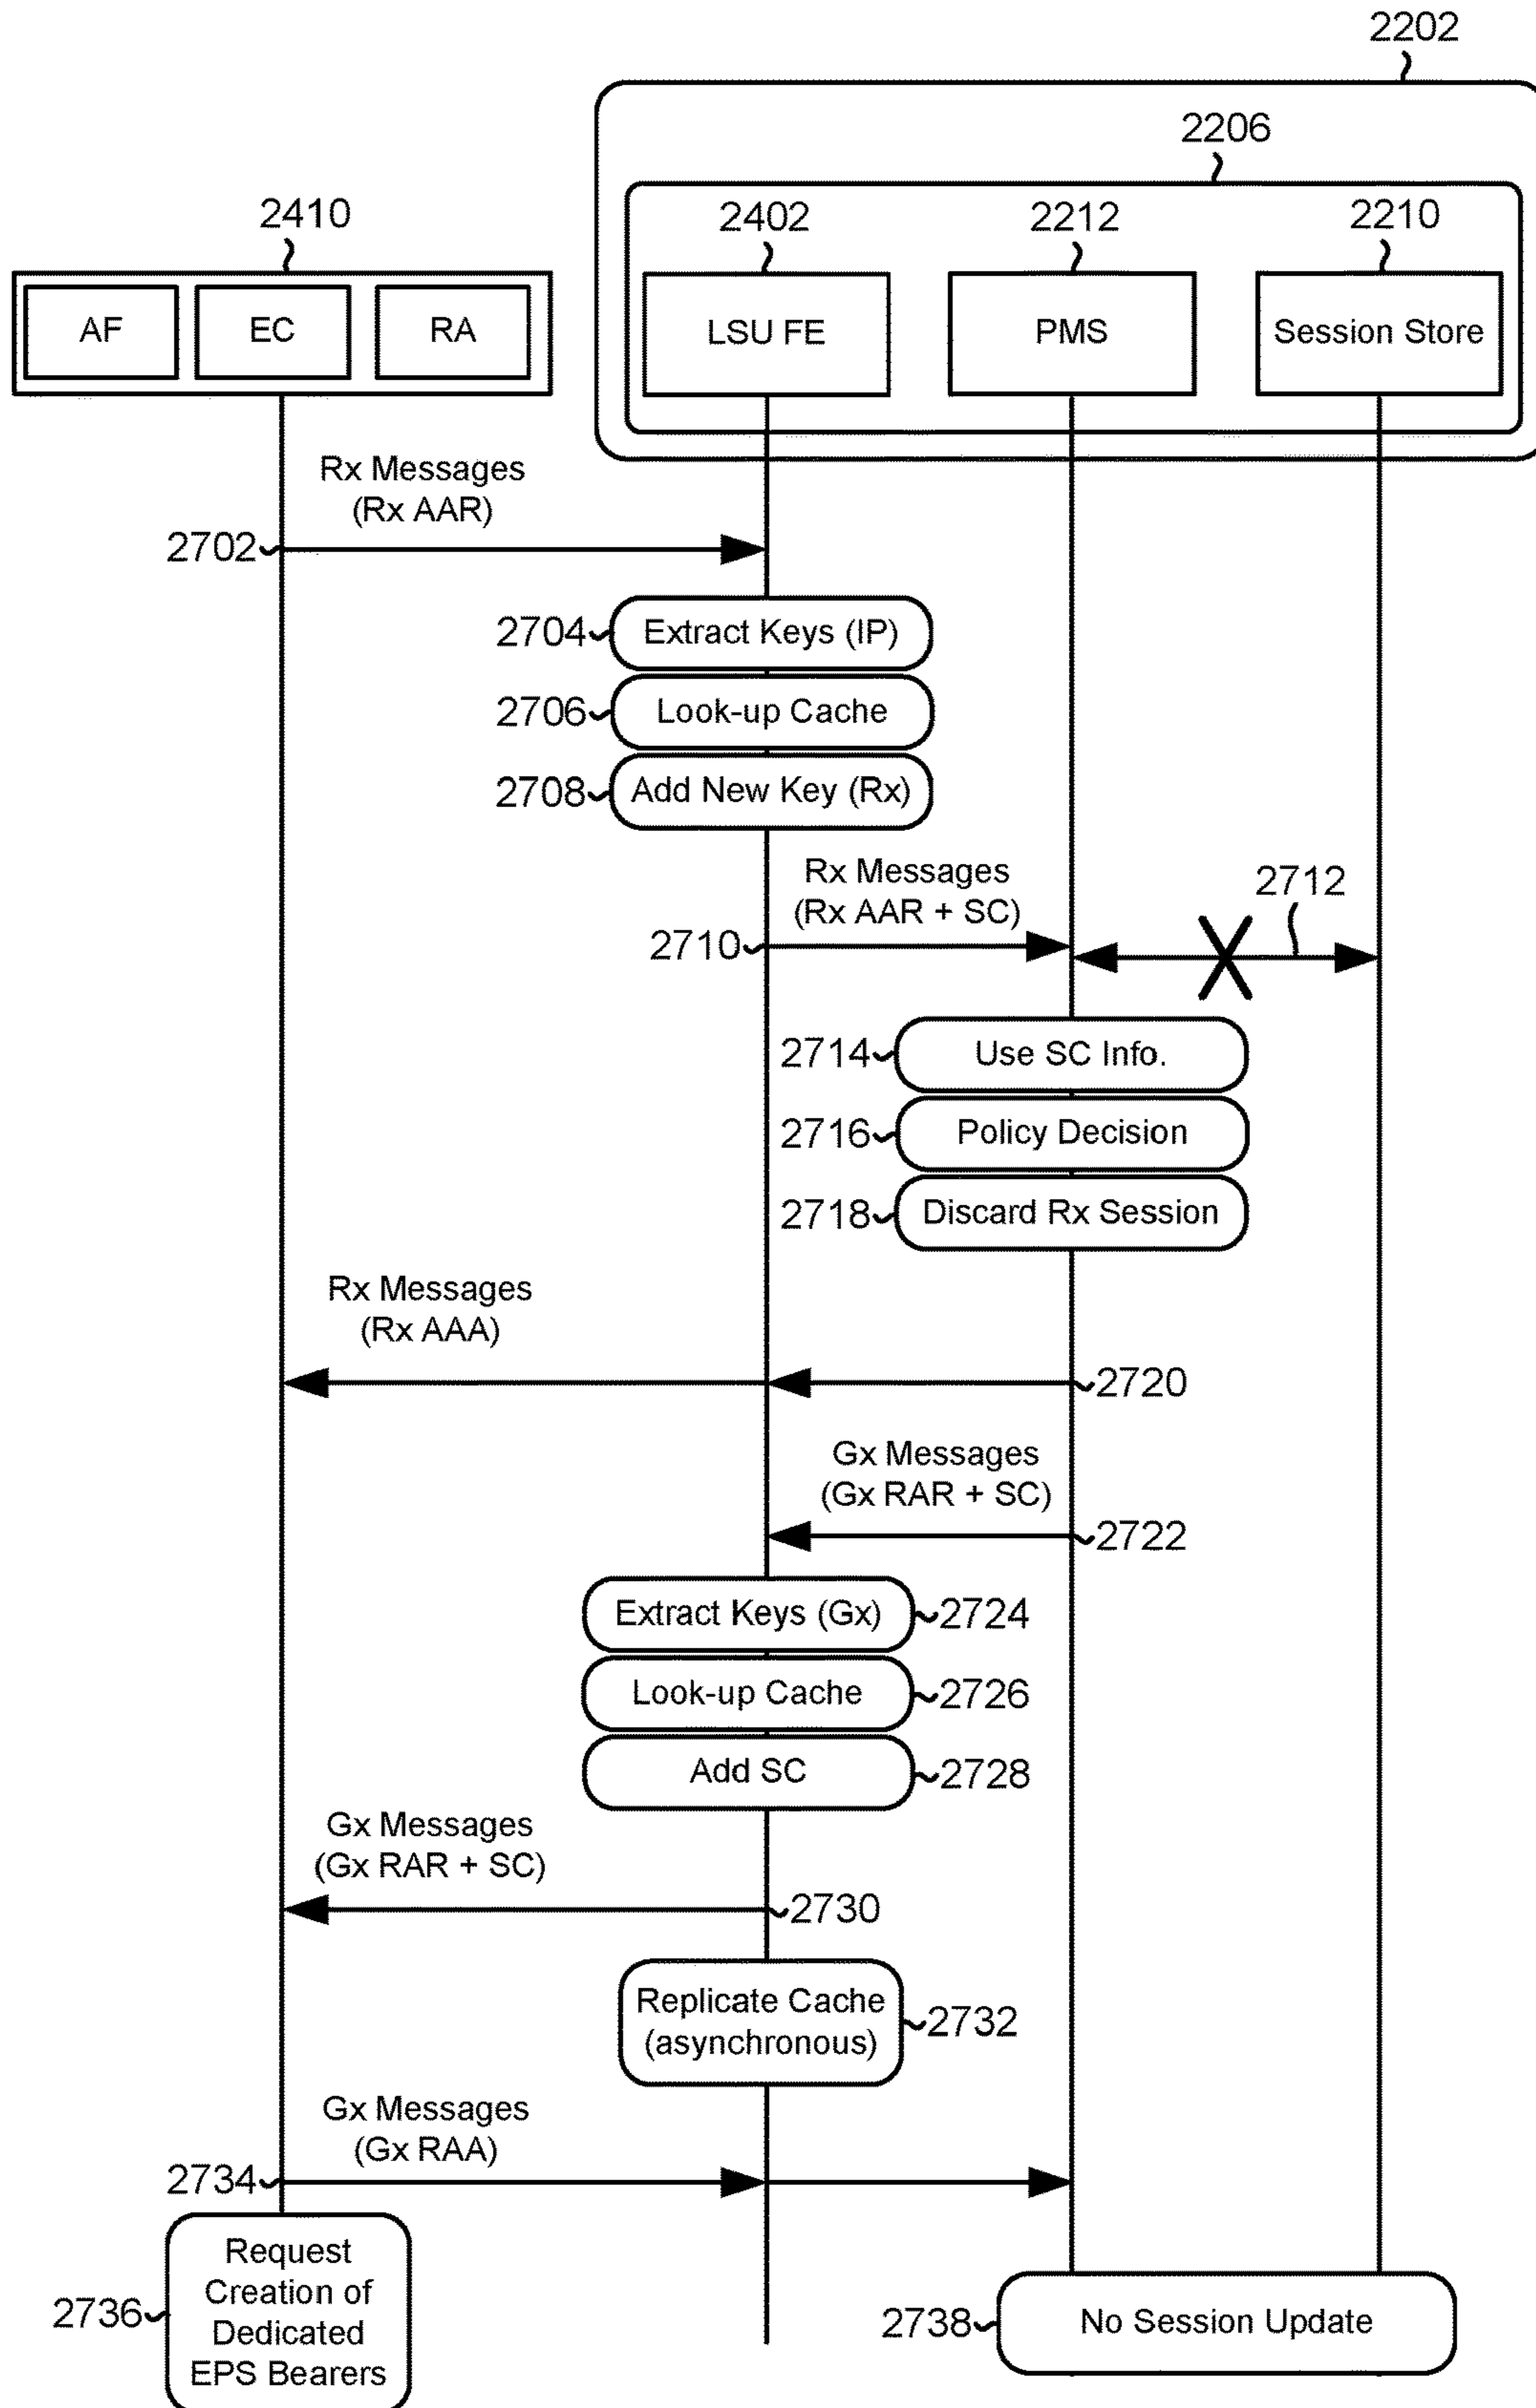 2202
2206
2410
2402
2212
2210
AF
EC
RA
LSU FE
PMS
Session Store
Rx Messages
(Rx AAR)
2702
2704
Extract Keys (IP)
2706
Look-up Cache
2708
Add New Key (Rx)
Rx Messages
(Rx AAR + SC)
2712
2710
2714
Use SC Info.
2716
Policy Decision
2718
Discard Rx Session
Rx Messages
(Rx AAA)
2720
Gx Messages
(Gx RAR + SC)
2722
Extract Keys (Gx)
2724
Look-up Cache
2726
Add SC
2728
Gx Messages
(Gx RAR + SC)
2730
Replicate Cache
(asynchronous)
2732
Gx Messages
(Gx RAA)
2734
Request
Creation of
Dedicated
EPS Bearers
2736
2738
No Session Update